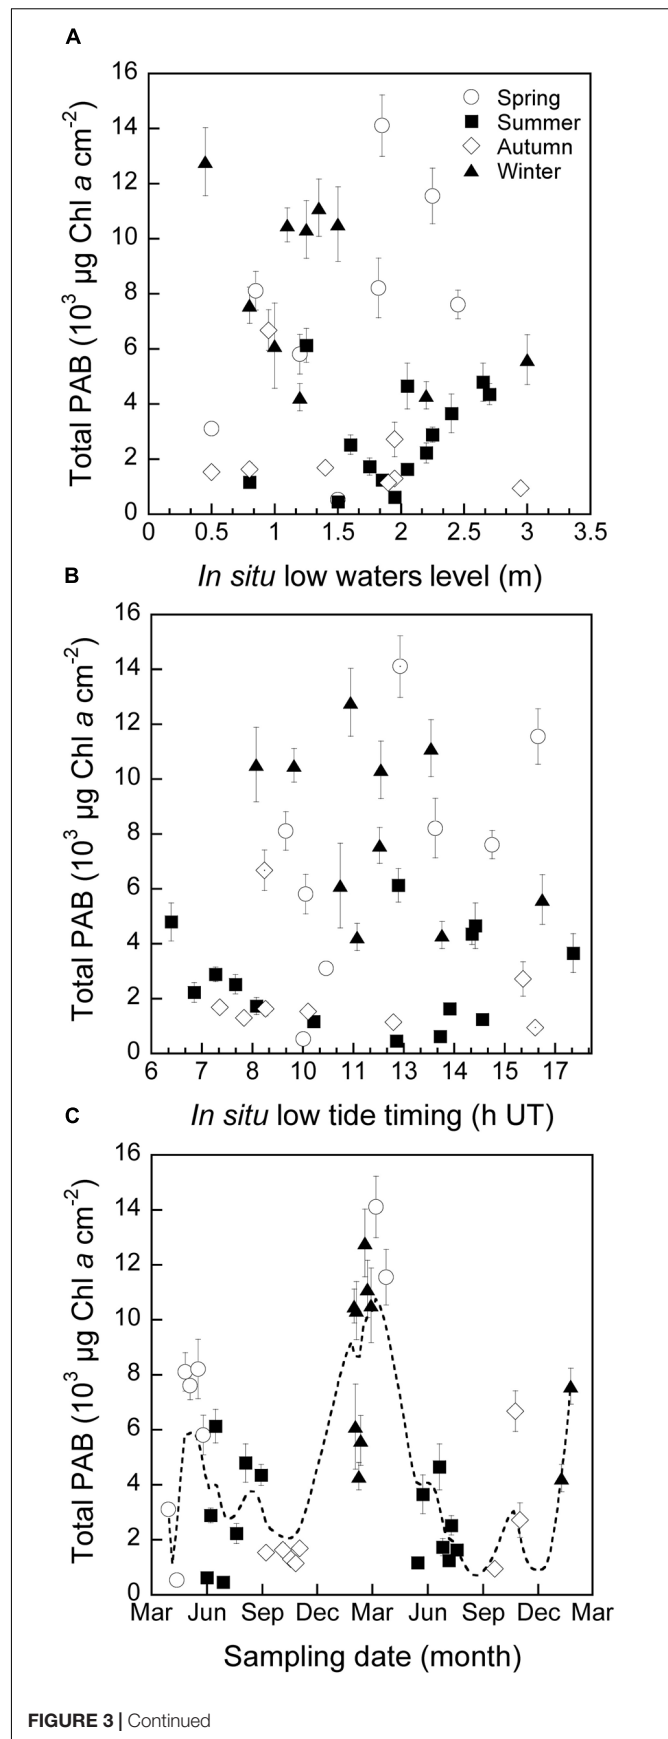 A
16
14
12
10
8
6
4
2
0
Total PAB (10³ µg Chl a cm⁻²)
Spring
Summer
Autumn
Winter
0 0.5 1 1.5 2 2.5 3 3.5
In situ low waters level (m)
B
16
14
12
10
8
6
4
2
0
Total PAB (10³ µg Chl a cm⁻²)
6 7 8 10 11 13 14 15 17
In situ low tide timing (h UT)
C
16
14
12
10
8
6
4
2
0
Total PAB (10³ µg Chl a cm⁻²)
Mar Jun Sep Dec Mar Jun Sep Dec Mar
Sampling date (month)
FIGURE 3 | Continued